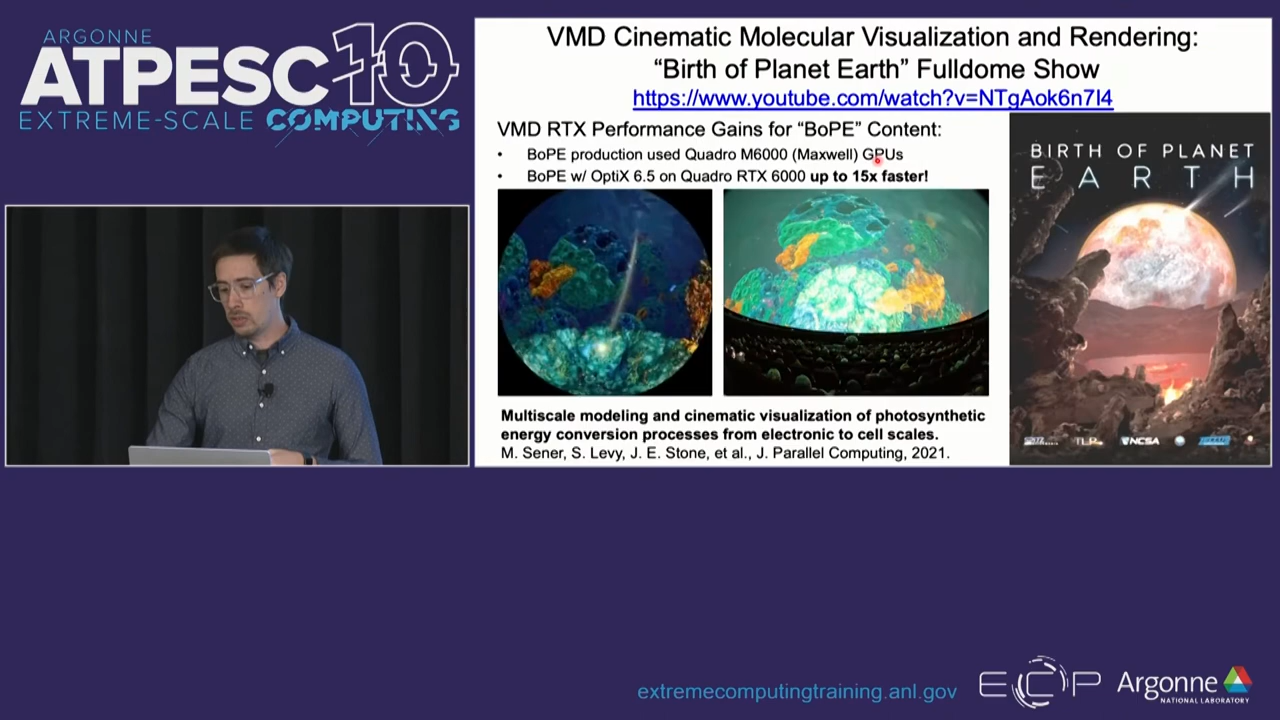 ARGONNE
ATPESC10
EXTREME-SCALE COMPUTING
VMD Cinematic Molecular Visualization and Rendering:
“Birth of Planet Earth” Fulldome Show
https://www.youtube.com/watch?v=NTgAok6n7I4
VMD RTX Performance Gains for “BoPE” Content:
• BoPE production used Quadro M6000 (Maxwell) GPUs
• BoPE w/ OptiX 6.5 on Quadro RTX 6000 up to 15x faster!
Multiscale modeling and cinematic visualization of photosynthetic
energy conversion processes from electronic to cell scales.
M. Sener, S. Levy, J. E. Stone, et al., J. Parallel Computing, 2021.
BIRTH OF PLANET
EARTH
NCSA
extremecomputingtraining.anl.gov
ECP
Argonne
NATIONAL LABORATORY